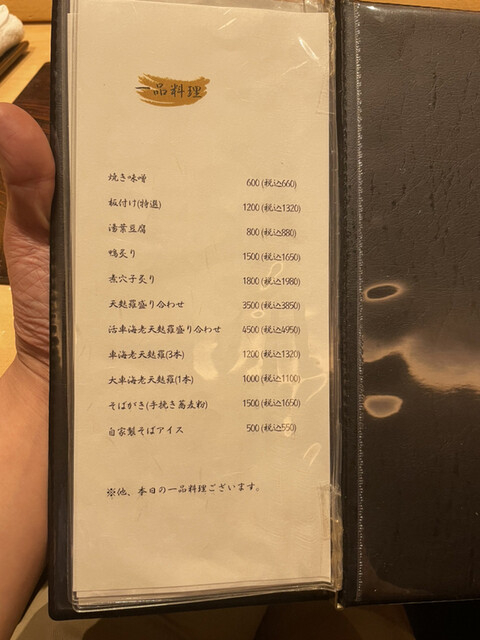 一品料理
焼き味噌 600(税込660)
板付け(特選) 1200(税込1320)
湯葉豆腐 800(税込880)
鴨炙り 1500(税込1650)
煮穴子炙り 1800(税込1980)
天麩羅盛り合わせ 3500(税込3850)
活車海老天麩羅盛り合わせ 4500(税込4950)
車海老天麩羅(3本) 1200(税込1320)
大車海老天麩羅(1本) 1000(税込1100)
そばがき(手挽き蕎麦粉) 1500(税込1650)
自家製そばアイス 500(税込550)
※他、本日の一品料理ございます。